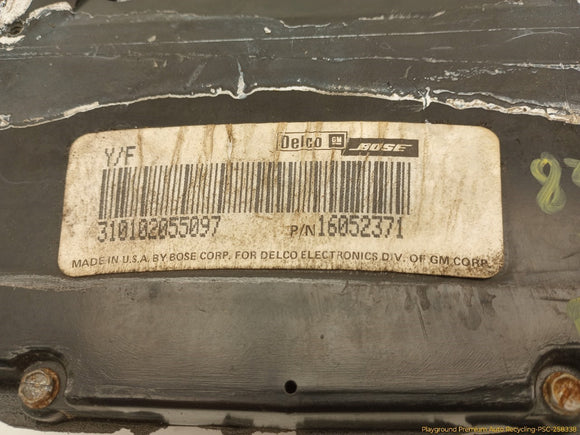 Delco GM BOSE
Y/F
310102055097 P/N 16052371
MADE IN U.S.A. BY BOSE CORP. FOR DELCO ELECTRONICS DIV. OF GM CORP.
Playground Premium Auto Recycling-PSC-258338